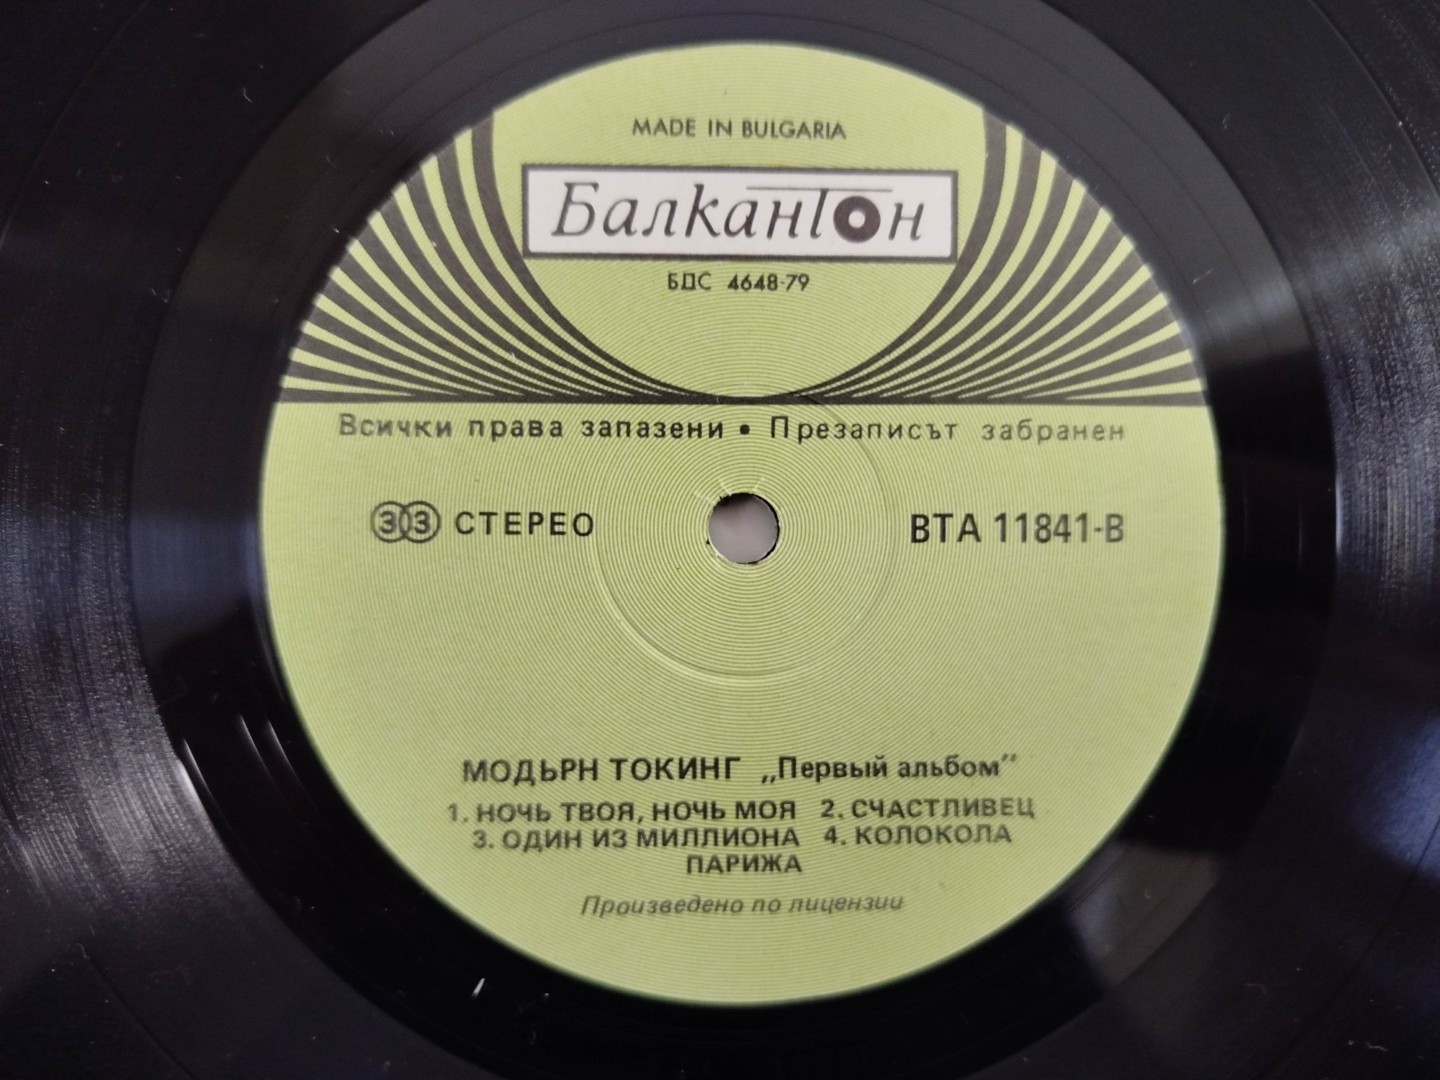 MADE IN BULGARIA
Балкантон
БДС 4648-79
Всички права запазени • Презаписът забранен
33 СТЕРЕО ВТА 11841-В
МОДЬРН ТОКИНГ „Первый альбом”
1. НОЧЬ ТВОЯ, НОЧЬ МОЯ 2. СЧАСТЛИВЕЦ
3. ОДИН ИЗ МИЛЛИОНА 4. КОЛОКОЛА
ПАРИЖА
Произведено по лицензии